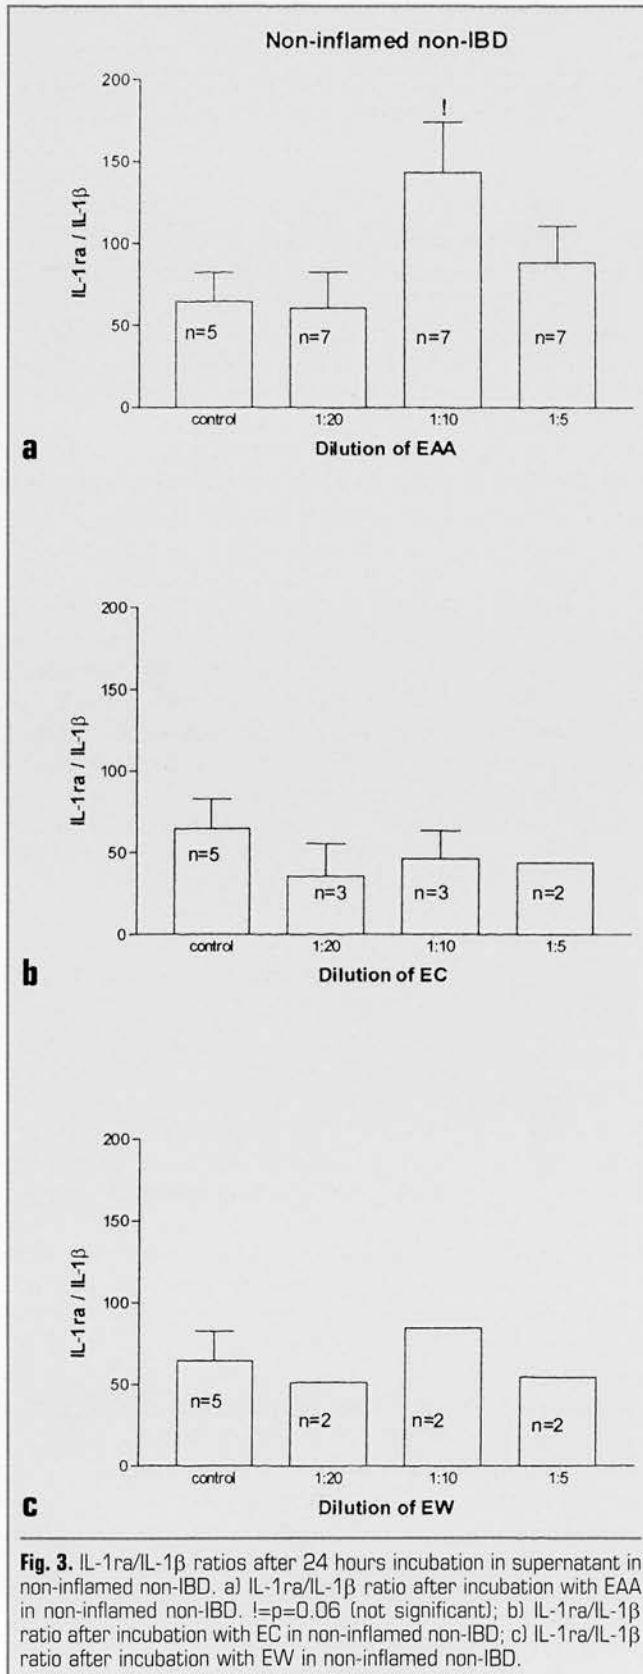 Non-inflamed non-IBD
!
200
150
100
50
0
IL-1ra / IL-1β
n=5
n=7
n=7
n=7
control
1:20
1:10
1:5
a
Dilution of EAA
200
150
100
50
0
IL-1ra / IL-1β
n=5
n=3
n=3
n=2
control
1:20
1:10
1:5
b
Dilution of EC
200
150
100
50
0
IL-1ra / IL-1β
n=5
n=2
n=2
n=2
control
1:20
1:10
1:5
c
Dilution of EW
Fig. 3. IL-1ra/IL-1β ratios after 24 hours incubation in supernatant in
non-inflamed non-IBD. a) IL-1ra/IL-1β ratio after incubation with EAA
in non-inflamed non-IBD. !=p=0.06 (not significant); b) IL-1ra/IL-1β
ratio after incubation with EC in non-inflamed non-IBD; c) IL-1ra/IL-1β
ratio after incubation with EW in non-inflamed non-IBD.